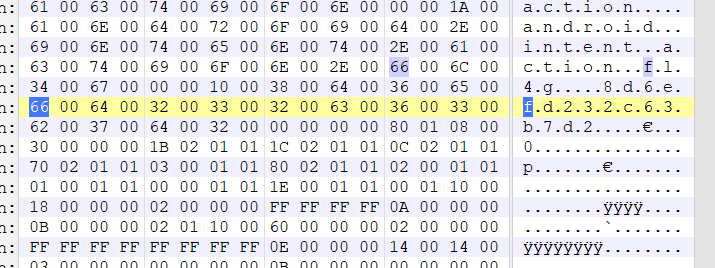 h: 61 00 63 00 74 00 69 00 6F 00 6E 00 00 00 1A 00 a.c.t.i.o.n.....
h: 61 00 6E 00 64 00 72 00 6F 00 69 00 64 00 2E 00 a.n.d.r.o.i.d...
h: 69 00 6E 00 74 00 65 00 6E 00 74 00 2E 00 61 00 i.n.t.e.n.t...a.
h: 63 00 74 00 69 00 6F 00 6E 00 2E 00 66 00 6C 00 c.t.i.o.n...f.l.
h: 34 00 67 00 00 00 10 00 38 00 64 00 36 00 65 00 4.g.....8.d.6.e.
h: 66 00 64 00 32 00 33 00 32 00 63 00 36 00 33 00 f.d.2.3.2.c.6.3.
h: 62 00 37 00 64 00 32 00 00 00 00 00 80 01 08 00 b.7.d.2.....€...
h: 30 00 00 00 1B 02 01 01 1C 02 01 01 0C 02 01 01 0...............
h: 70 02 01 01 03 00 01 01 80 02 01 01 02 00 01 01 p.......€.......
h: 01 00 01 01 00 00 01 01 1E 00 01 01 00 01 10 00 ................
h: 18 00 00 00 02 00 00 00 FF FF FF FF 0A 00 00 00 ........ÿÿÿÿ....
h: 0B 00 00 00 02 01 10 00 60 00 00 00 02 00 00 00 ........`.......
h: FF FF FF FF FF FF FF FF 0E 00 00 00 14 00 14 00 ÿÿÿÿÿÿÿÿ........